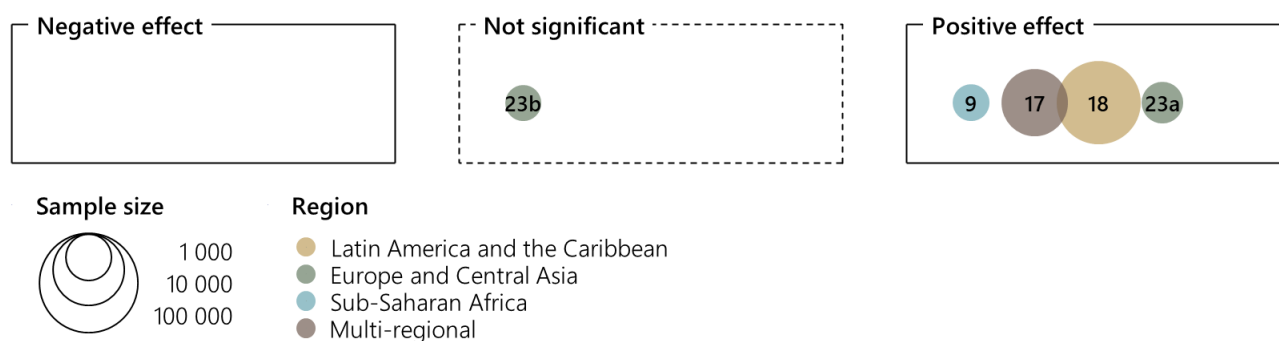 Negative effect
Not significant
Positive effect
23b
9
17
18
23a
Sample size
1 000
10 000
100 000
Region
Latin America and the Caribbean
Europe and Central Asia
Sub-Saharan Africa
Multi-regional